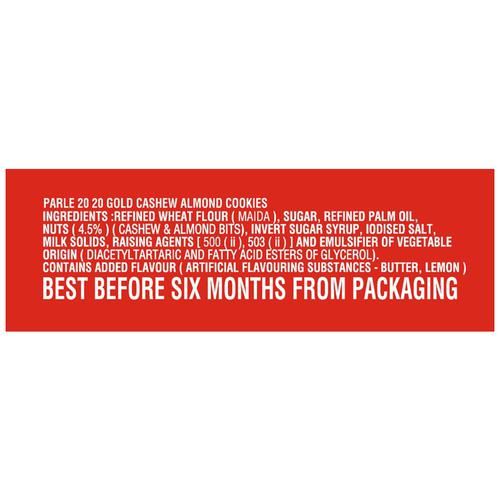 PARLE 20 20 GOLD CASHEW ALMOND COOKIES
INGREDIENTS :REFINED WHEAT FLOUR ( MAIDA ), SUGAR, REFINED PALM OIL,
NUTS ( 4.5% ) ( CASHEW & ALMOND BITS), INVERT SUGAR SYRUP, IODISED SALT,
MILK SOLIDS, RAISING AGENTS [ 500 ( ii ), 503 ( ii ) ] AND EMULSIFIER OF VEGETABLE
ORIGIN ( DIACETYLTARTARIC AND FATTY ACID ESTERS OF GLYCEROL).
CONTAINS ADDED FLAVOUR ( ARTIFICIAL FLAVOURING SUBSTANCES - BUTTER, LEMON )
BEST BEFORE SIX MONTHS FROM PACKAGING